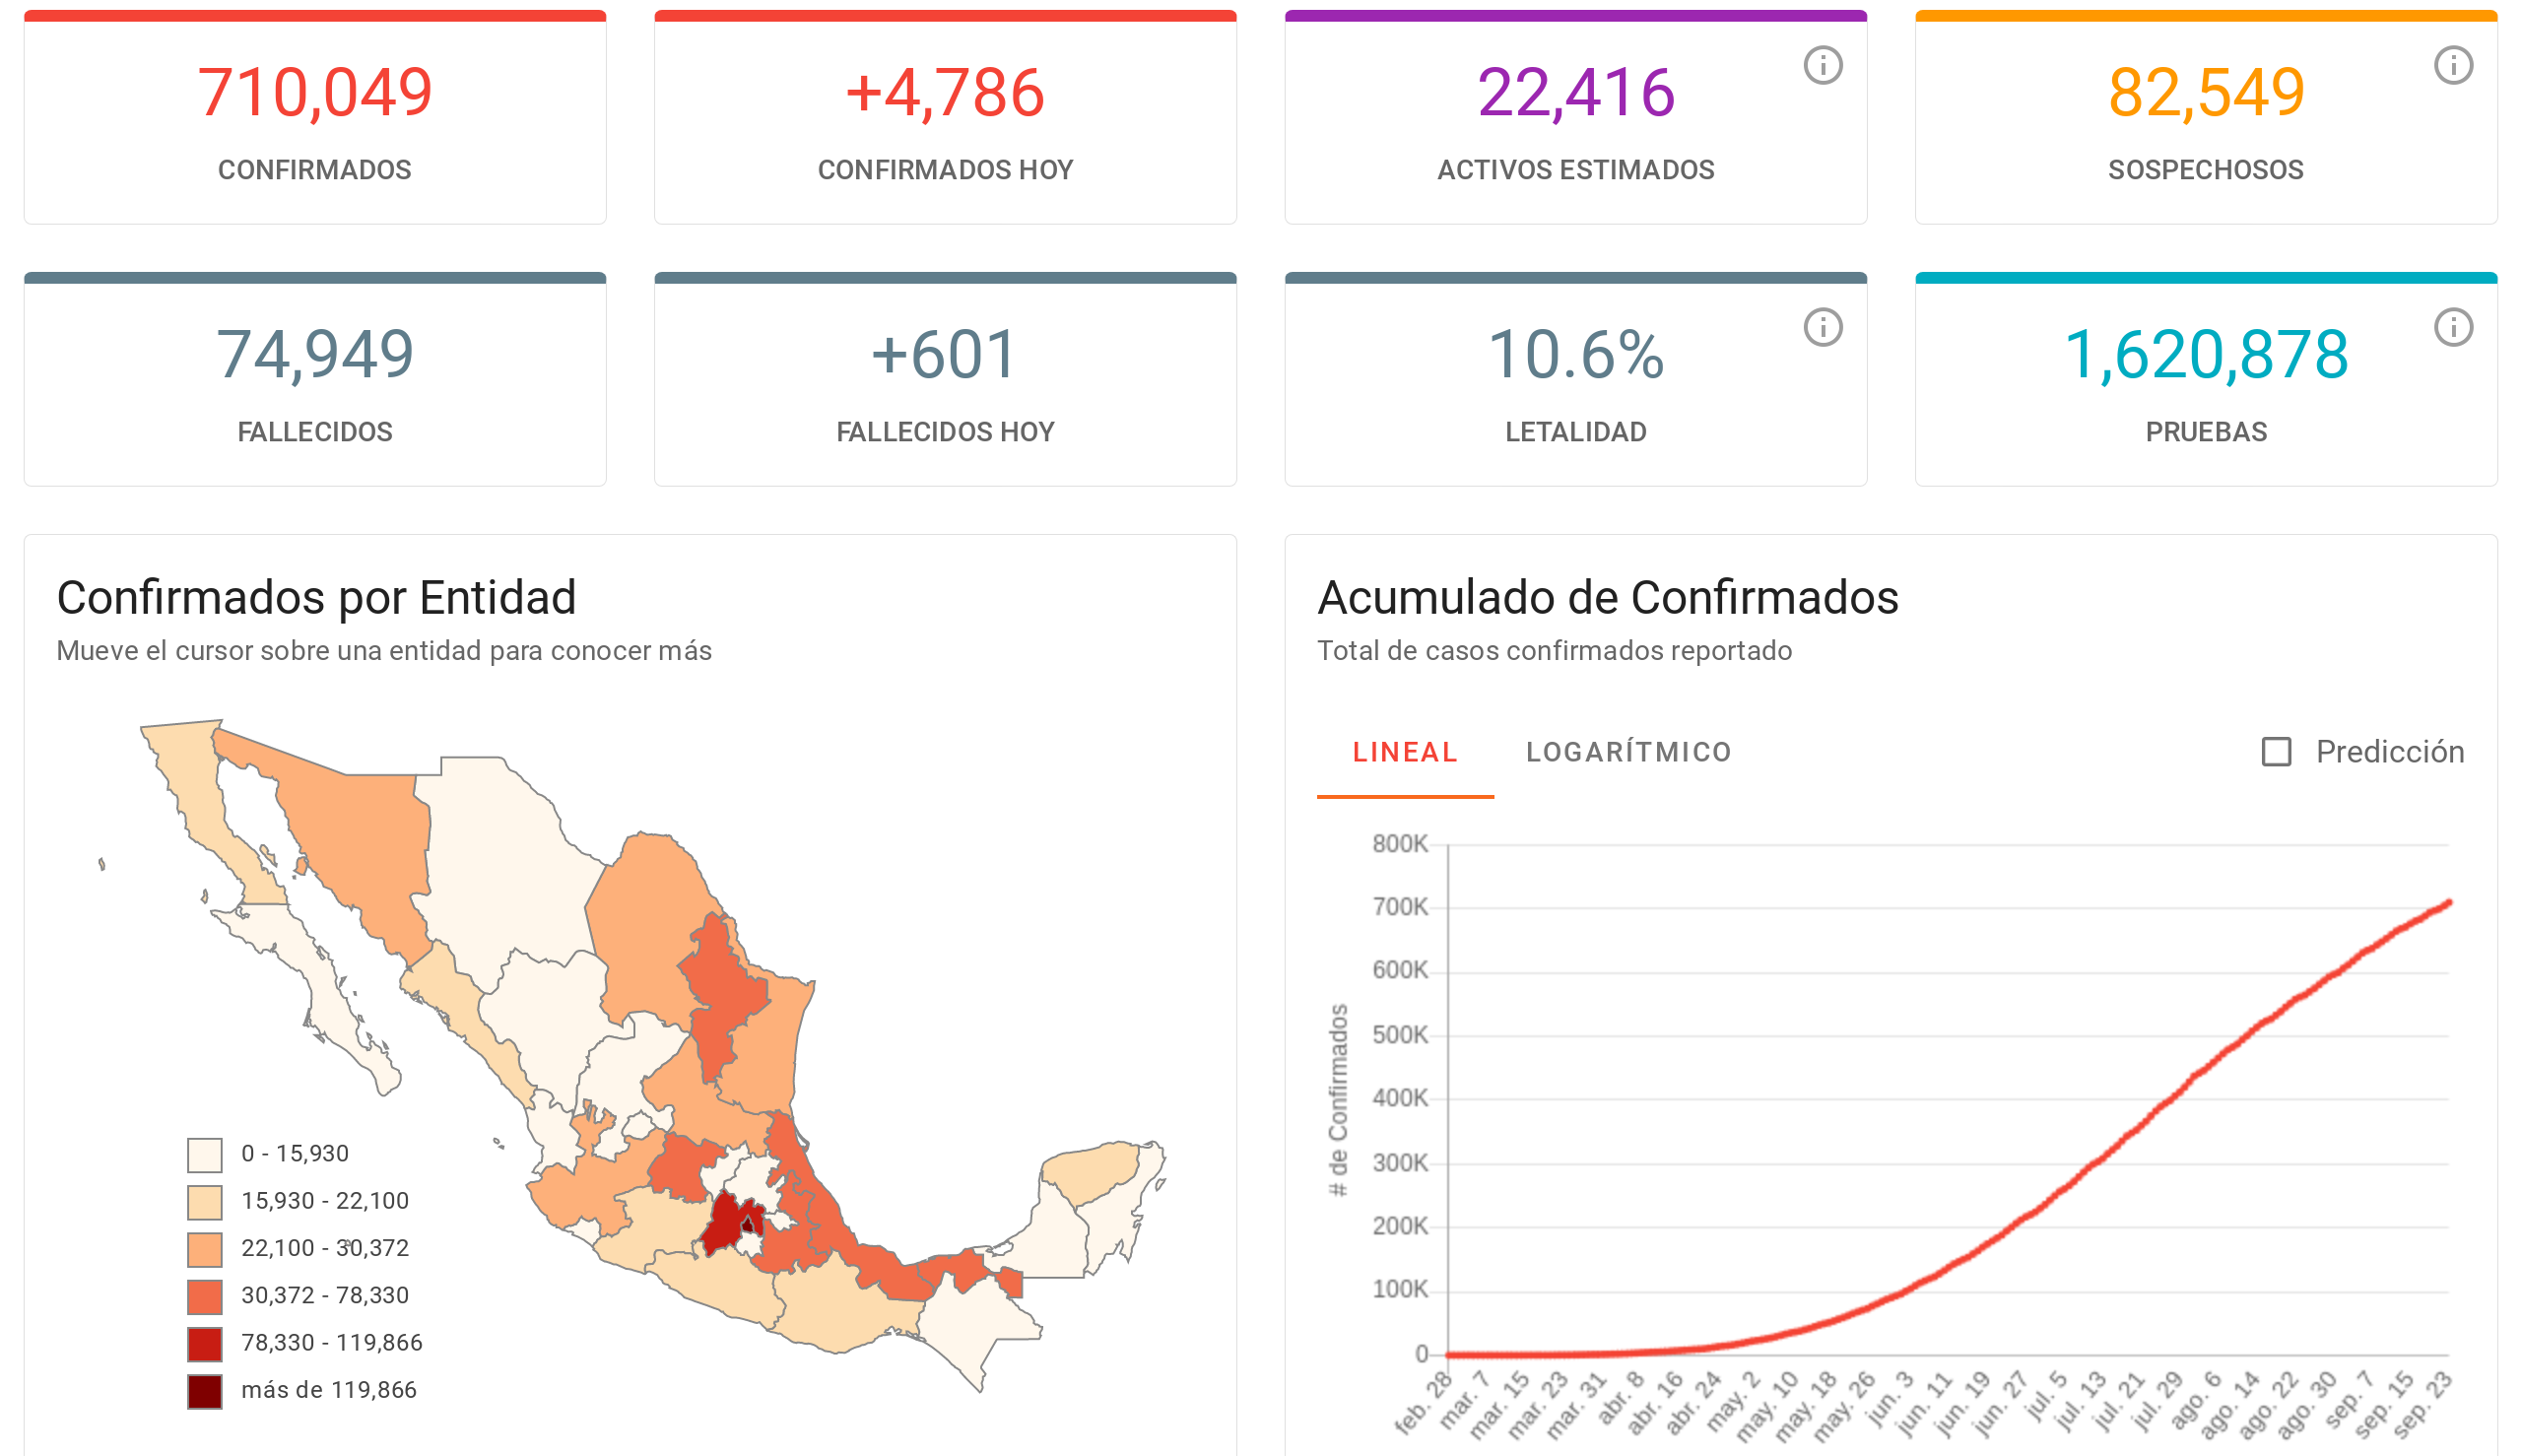 710,049
CONFIRMADOS
+4,786
CONFIRMADOS HOY
22,416
ACTIVOS ESTIMADOS
82,549
SOSPECHOSOS
74,949
FALLECIDOS
+601
FALLECIDOS HOY
10.6%
LETALIDAD
1,620,878
PRUEBAS
Confirmados por Entidad
Mueve el cursor sobre una entidad para conocer más
0 - 15,930
15,930 - 22,100
22,100 - 30,372
30,372 - 78,330
78,330 - 119,866
más de 119,866
Acumulado de Confirmados
Total de casos confirmados reportado
LINEAL
LOGARÍTMICO
Predicción
800K
700K
600K
500K
400K
300K
200K
100K
0
# de Confirmados
feb. 28
mar. 7
mar. 15
mar. 23
mar. 31
abr. 8
abr. 16
abr. 24
may. 2
may. 10
may. 18
may. 26
jun. 3
jun. 11
jun. 19
jun. 27
jul. 5
jul. 13
jul. 21
jul. 29
ago. 6
ago. 14
ago. 22
ago. 30
sep. 7
sep. 15
sep. 23